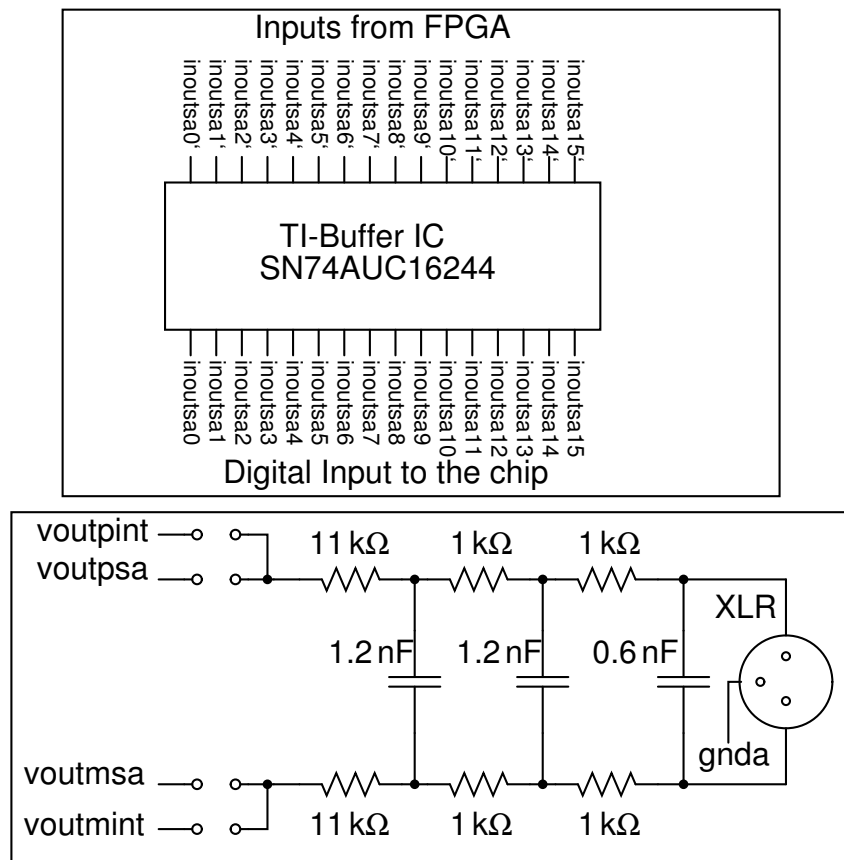 Inputs from FPGA
inoutsa0‘
inoutsa1‘
inoutsa2‘
inoutsa3‘
inoutsa4‘
inoutsa5‘
inoutsa6‘
inoutsa7‘
inoutsa8‘
inoutsa9‘
inoutsa10‘
inoutsa11‘
inoutsa12‘
inoutsa13‘
inoutsa14‘
inoutsa15‘
TI-Buffer IC
SN74AUC16244
inoutsa0
inoutsa1
inoutsa2
inoutsa3
inoutsa4
inoutsa5
inoutsa6
inoutsa7
inoutsa8
inoutsa9
inoutsa10
inoutsa11
inoutsa12
inoutsa13
inoutsa14
inoutsa15
Digital Input to the chip
voutpint
11 kΩ 1 kΩ 1 kΩ
voutpsa
XLR
1.2 nF 1.2 nF 0.6 nF
gnda
voutmsa
voutmint
11 kΩ 1 kΩ 1 kΩ